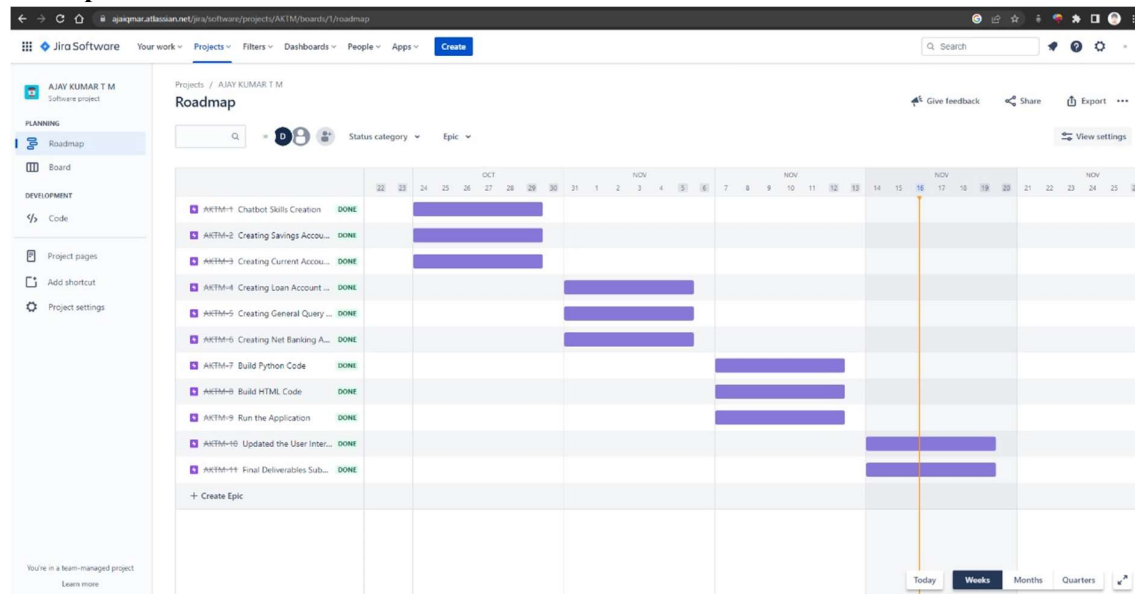 ajaiqmar.atlassian.net/jira/software/projects/AKTM/boards/1/roadmap
Jira Software Your work Projects Filters Dashboards People Apps Create Search
AJAY KUMAR T M
Software project
PLANNING
Roadmap
Board
DEVELOPMENT
Code
Project pages
Add shortcut
Project settings
You're in a team-managed project
Learn more
Projects / AJAY KUMAR T M
Roadmap
Give feedback Share Export
D Status category Epic View settings
OCT NOV NOV NOV NOV
22 23 24 25 26 27 28 29 30 31 1 2 3 4 5 6 7 8 9 10 11 12 13 14 15 16 17 18 19 20 21 22 23 24 25
AKTM-1 Chatbot Skills Creation DONE
AKTM-2 Creating Savings Accou... DONE
AKTM-3 Creating Current Accou... DONE
AKTM-4 Creating Loan Account ... DONE
AKTM-5 Creating General Query ... DONE
AKTM-6 Creating Net Banking A... DONE
AKTM-7 Build Python Code DONE
AKTM-8 Build HTML Code DONE
AKTM-9 Run the Application DONE
AKTM-10 Updated the User Inter... DONE
AKTM-11 Final Deliverables Sub... DONE
+ Create Epic
Today Weeks Months Quarters